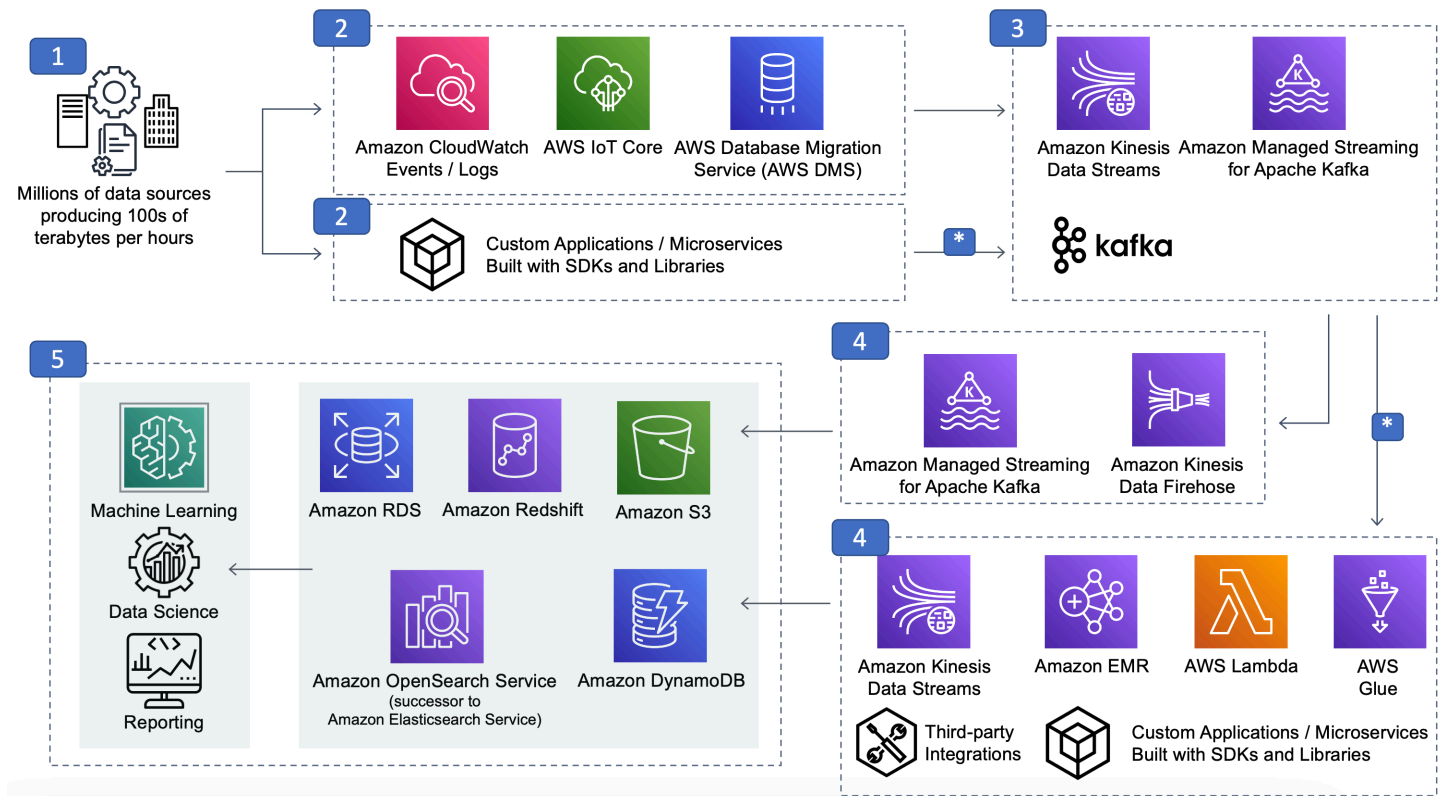 1
Millions of data sources
producing 100s of
terabytes per hours
2
Amazon CloudWatch
Events / Logs
AWS IoT Core
AWS Database Migration
Service (AWS DMS)
2
Custom Applications / Microservices
Built with SDKs and Libraries
*
3
Amazon Kinesis
Data Streams
K
Amazon Managed Streaming
for Apache Kafka
kafka
4
K
Amazon Managed Streaming
for Apache Kafka
Amazon Kinesis
Data Firehose
*
4
Amazon Kinesis
Data Streams
Amazon EMR
AWS Lambda
AWS
Glue
Third-party
Integrations
Custom Applications / Microservices
Built with SDKs and Libraries
5
Machine Learning
Data Science
Reporting
Amazon RDS
Amazon Redshift
Amazon S3
Amazon OpenSearch Service
(successor to
Amazon Elasticsearch Service)
Amazon DynamoDB